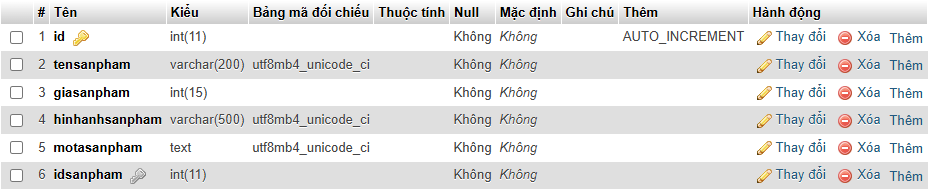 # Tên Kiểu Bảng mã đối chiếu Thuộc tính Null Mặc định Ghi chú Thêm Hành động
1 id int(11) Không Không AUTO_INCREMENT Thay đổi Xóa Thêm
2 tensanpham varchar(200) utf8mb4_unicode_ci Không Không Thay đổi Xóa Thêm
3 giasanpham int(15) Không Không Thay đổi Xóa Thêm
4 hinhanhsanpham varchar(500) utf8mb4_unicode_ci Không Không Thay đổi Xóa Thêm
5 motasanpham text utf8mb4_unicode_ci Không Không Thay đổi Xóa Thêm
6 idsanpham int(11) Không Không Thay đổi Xóa Thêm